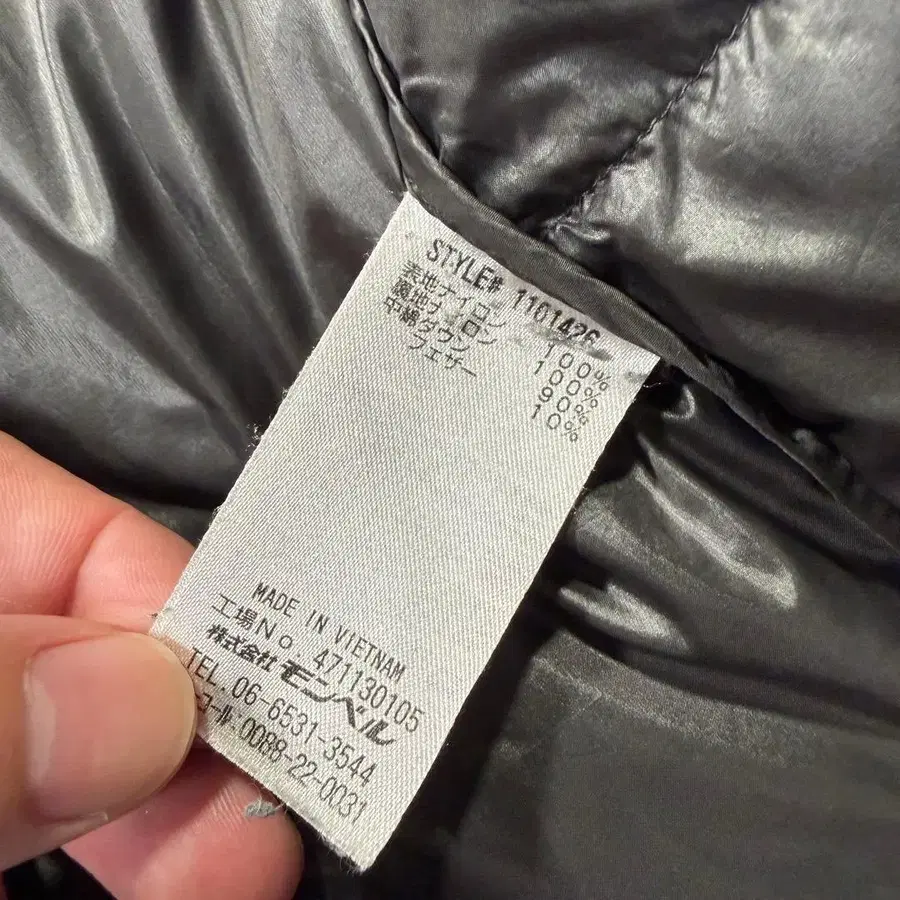 STYLE# 1101426
表地ナイロン 100%
裏地ナイロン 100%
中綿ダウン 90%
フェザー 10%
MADE IN VIETNAM
工場No. 471130105
株式会社 モンベル
TEL.06-6531-3544
ーコール:0088-22-0031